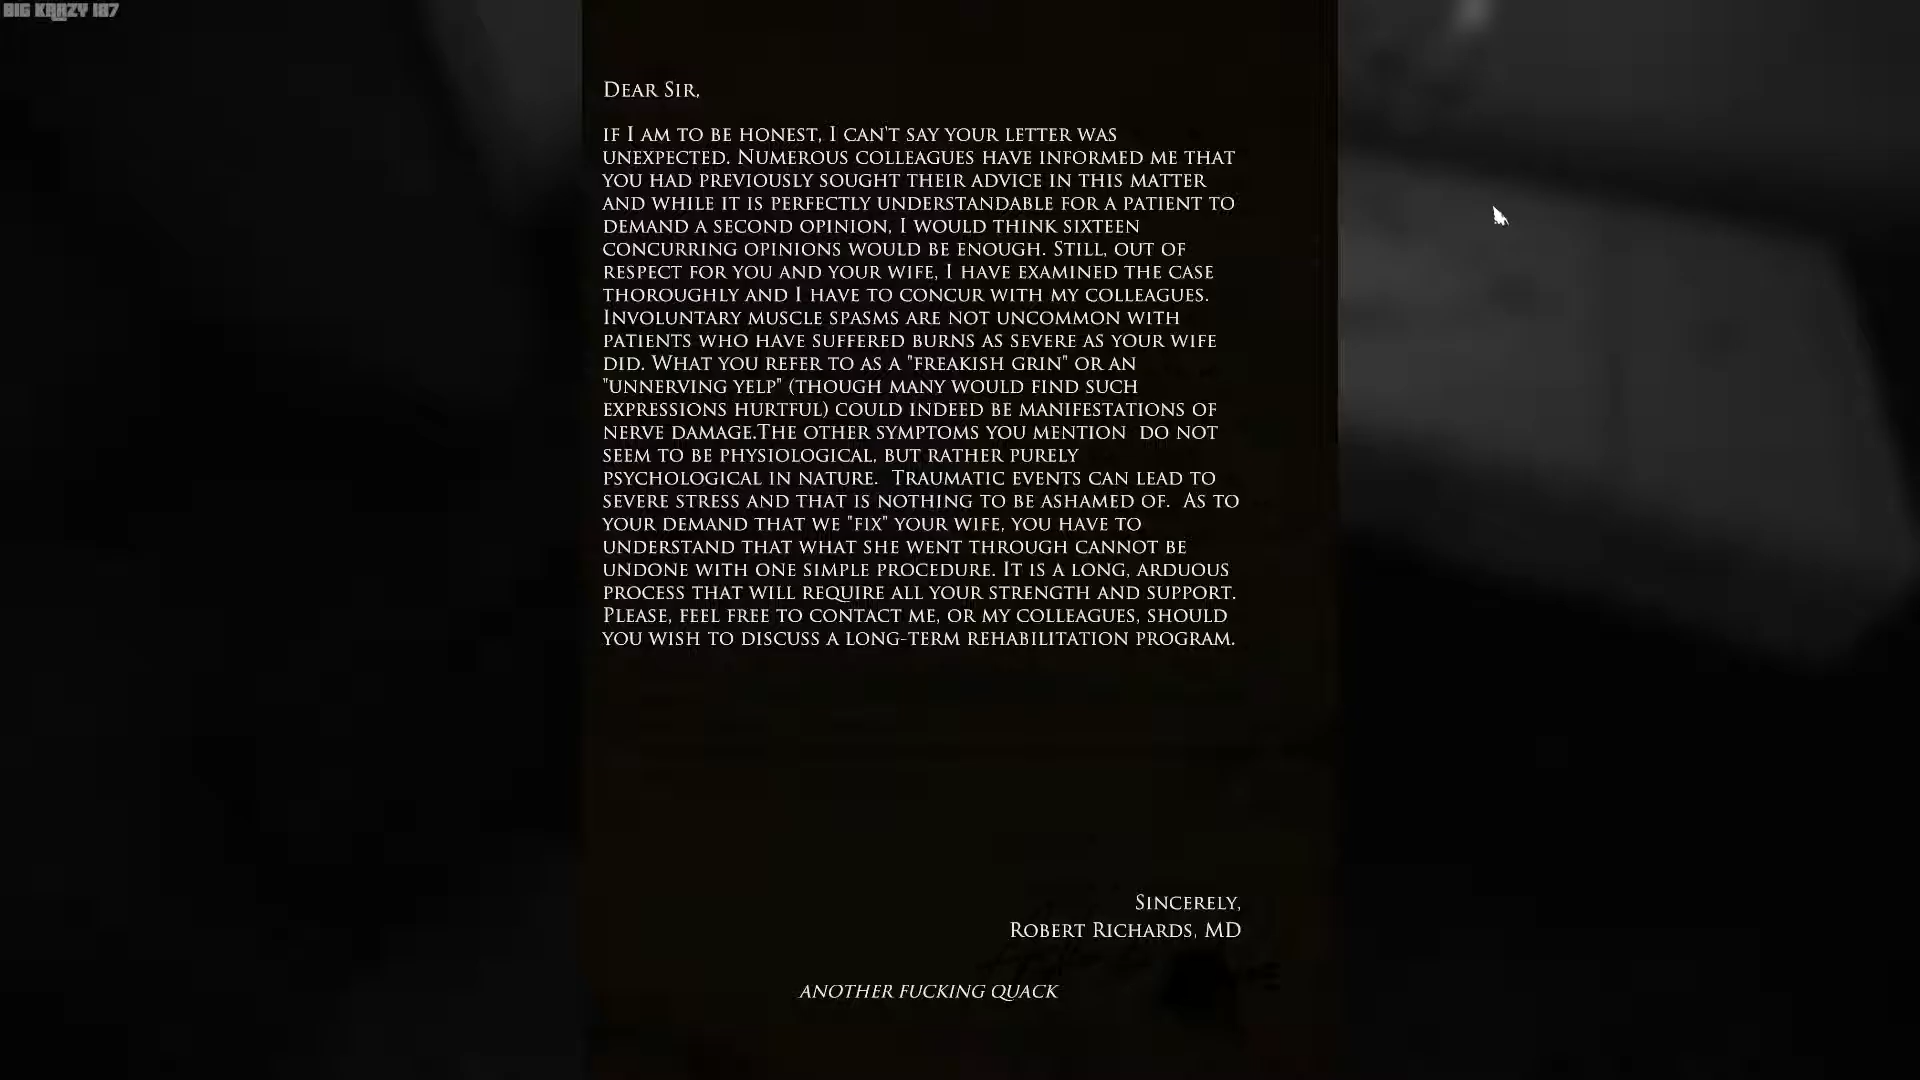 BIG KRAZY 187
Dear Sir,
if I am to be honest, I can't say your letter was
unexpected. Numerous colleagues have informed me that
you had previously sought their advice in this matter
and while it is perfectly understandable for a patient to
demand a second opinion, I would think sixteen
concurring opinions would be enough. Still, out of
respect for you and your wife, I have examined the case
thoroughly and I have to concur with my colleagues.
Involuntary muscle spasms are not uncommon with
patients who have suffered burns as severe as your wife
did. What you refer to as a "freakish grin" or an
"unnerving yelp" (though many would find such
expressions hurtful) could indeed be manifestations of
nerve damage.The other symptoms you mention  do not
seem to be physiological, but rather purely
psychological in nature.  Traumatic events can lead to
severe stress and that is nothing to be ashamed of.  As to
your demand that we "fix" your wife, you have to
understand that what she went through cannot be
undone with one simple procedure. It is a long, arduous
process that will require all your strength and support.
Please, feel free to contact me, or my colleagues, should
you wish to discuss a long-term rehabilitation program.
Sincerely,
Robert Richards, MD
another fucking quack